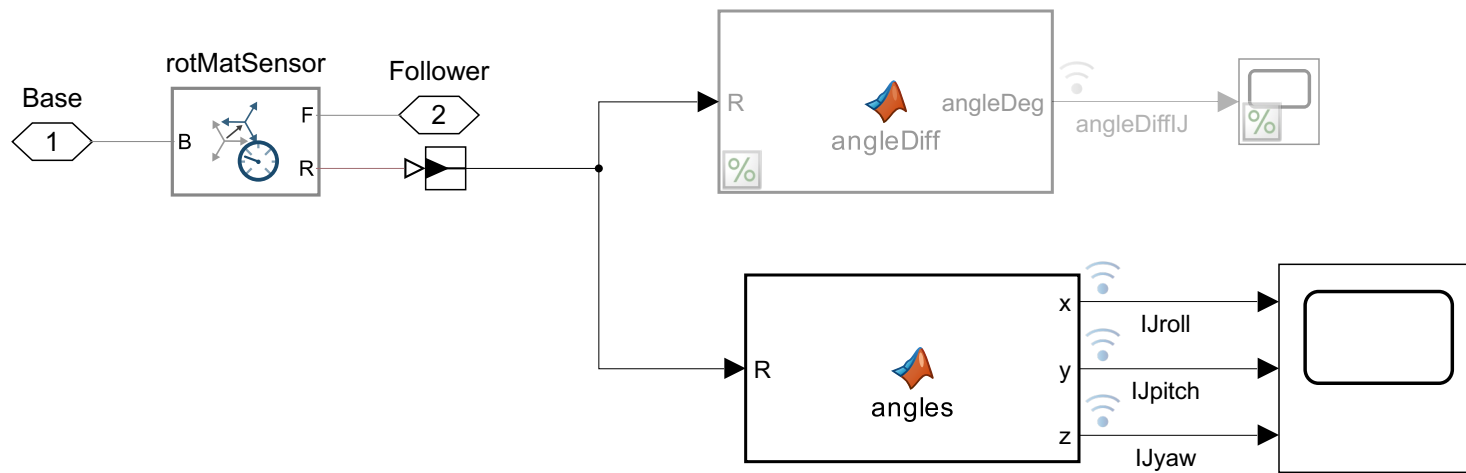 rotMatSensor
Base
1
B
F
R
Follower
2
R
angleDiff
angleDeg
%
angleDiffIJ
%
R
angles
x
y
z
IJroll
IJpitch
IJyaw